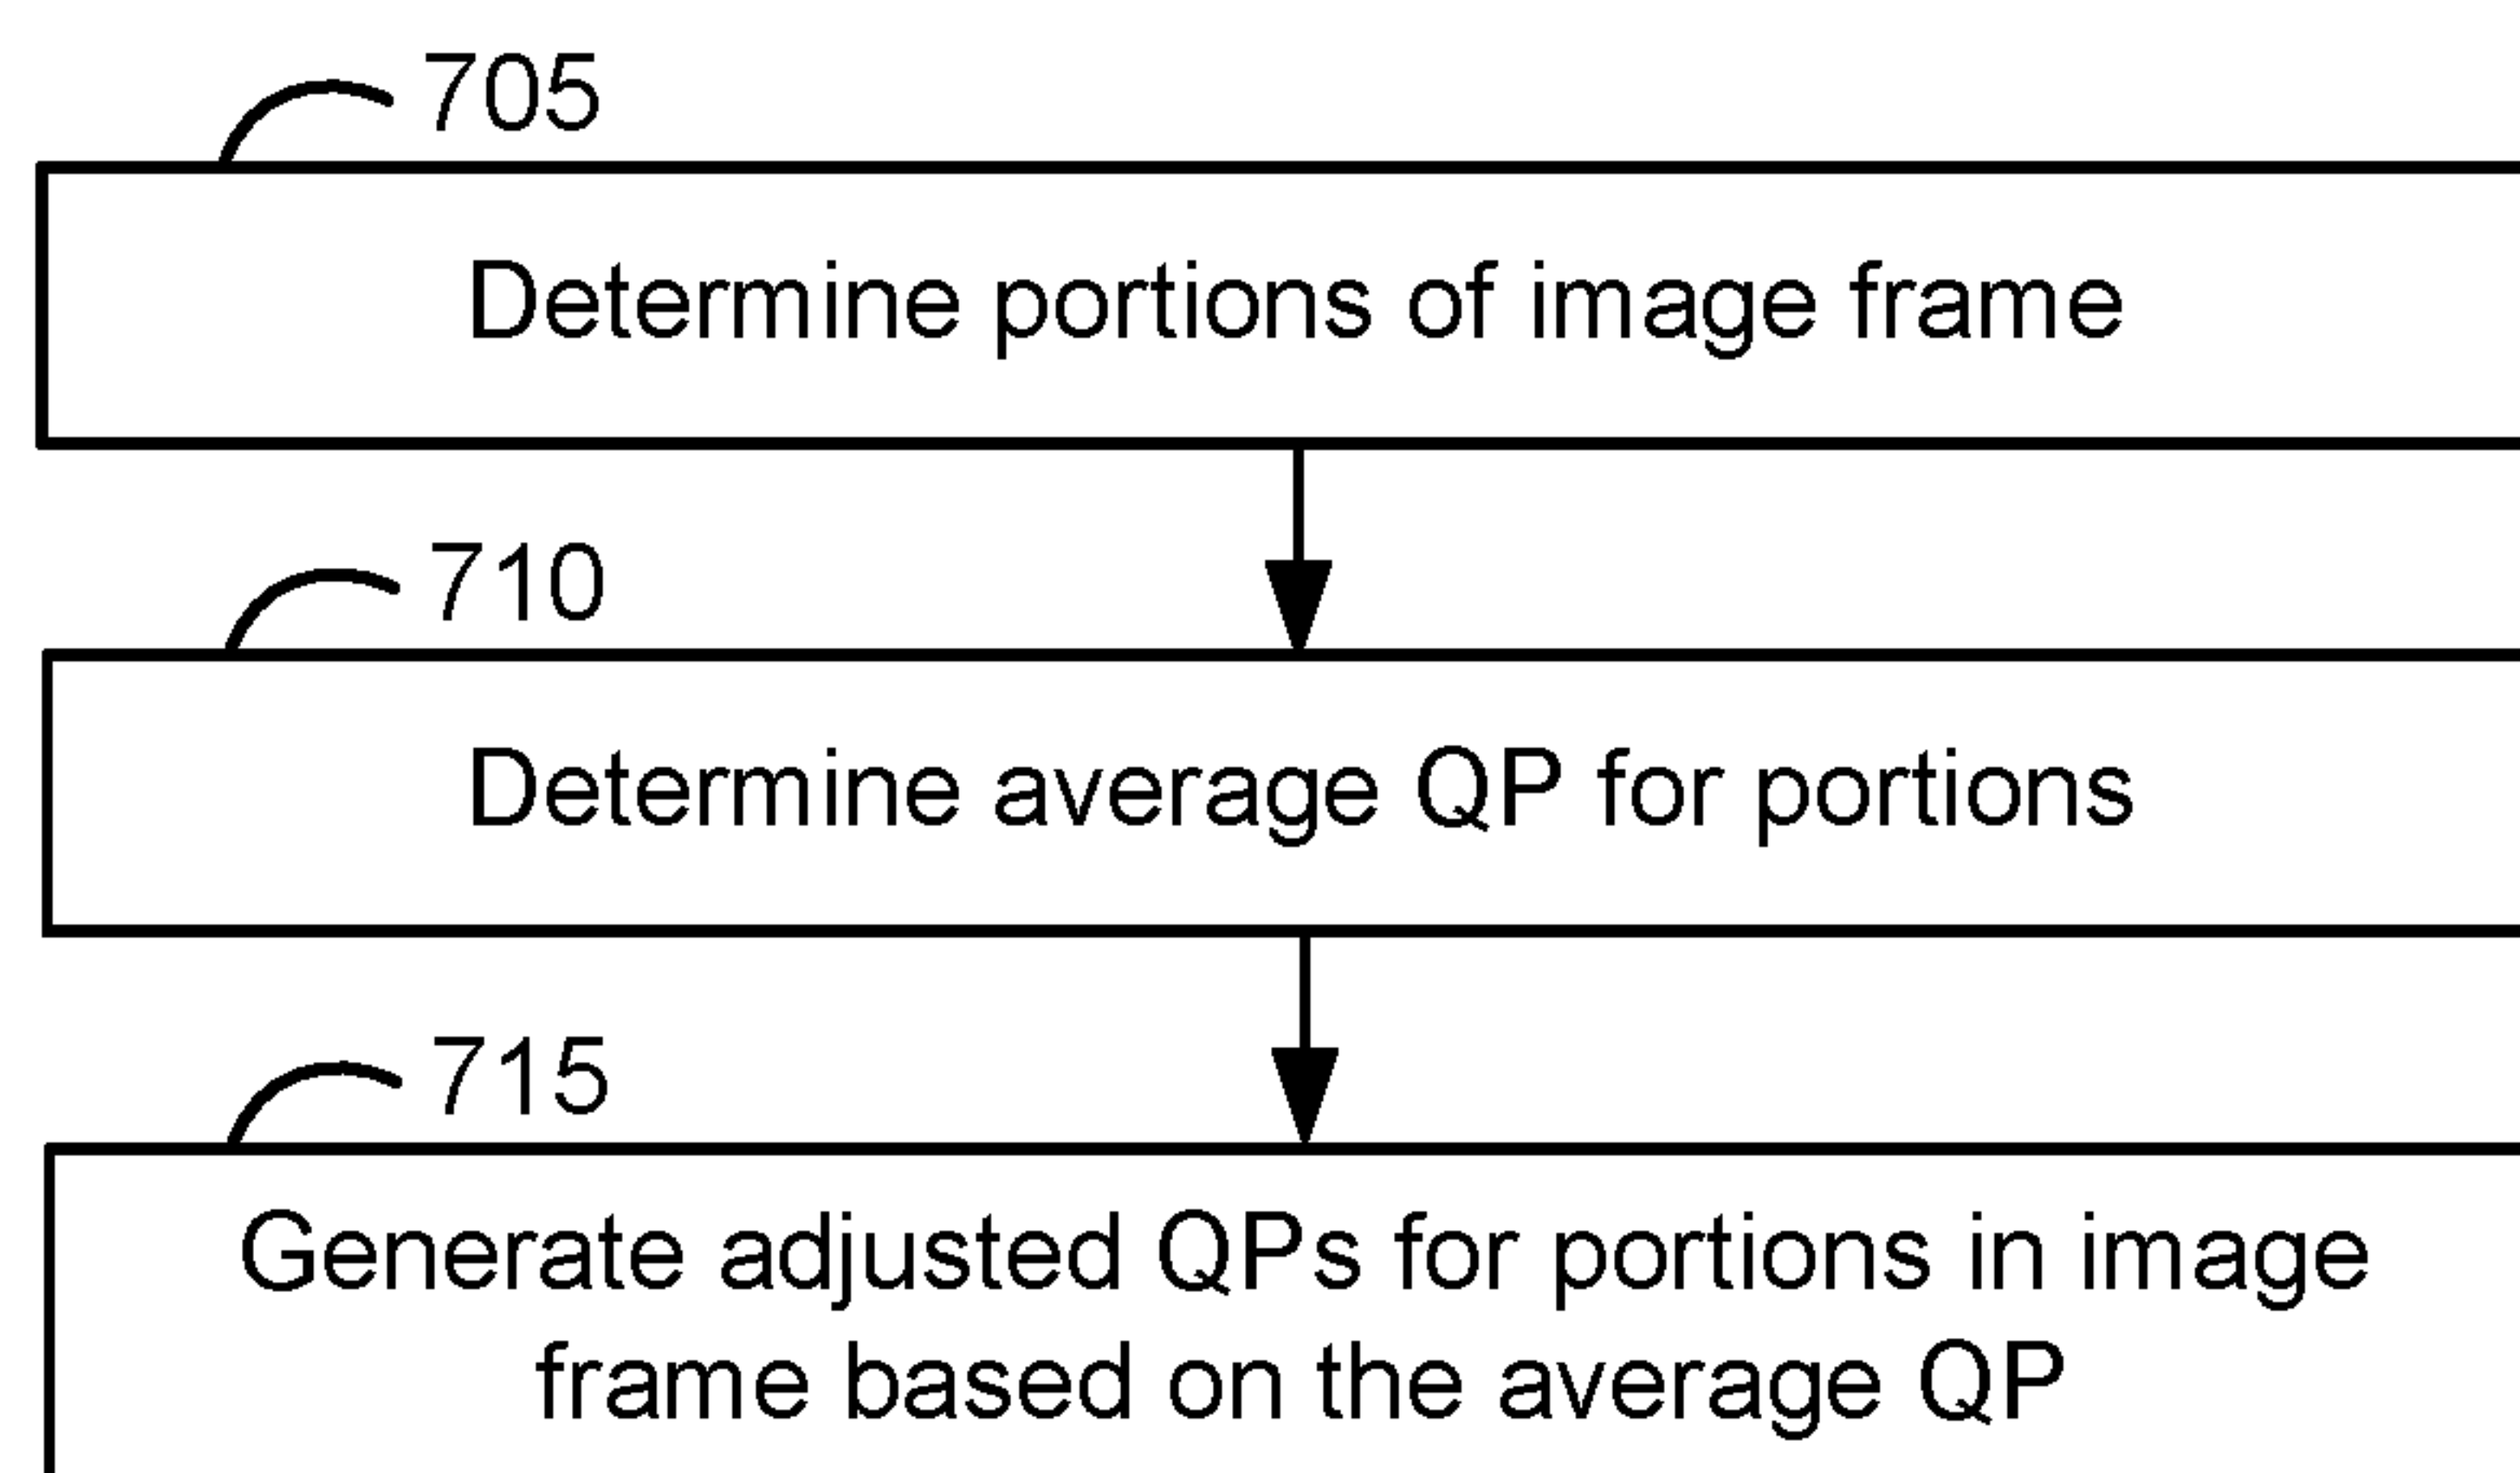 705
Determine portions of image frame
710
Determine average QP for portions
715
Generate adjusted QPs for portions in image
frame based on the average QP